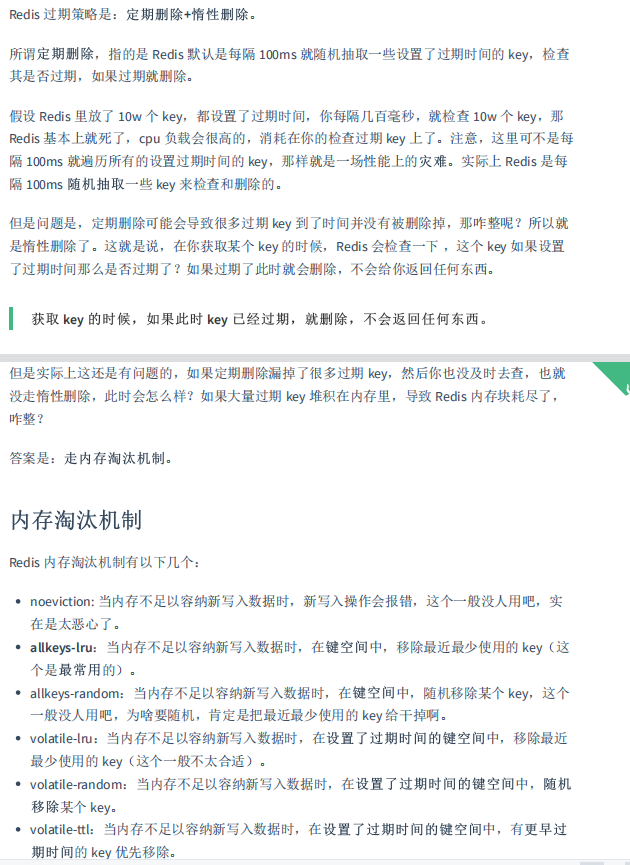 Redis 过期策略是：定期删除+惰性删除。
所谓定期删除，指的是 Redis 默认是每隔 100ms 就随机抽取一些设置了过期时间的 key，检查
其是否过期，如果过期就删除。
假设 Redis 里放了 10w 个 key，都设置了过期时间，你每隔几百毫秒，就检查 10w 个 key，那
Redis 基本上就死了，cpu 负载会很高的，消耗在你的检查过期 key 上了。注意，这里可不是每
隔 100ms 就遍历所有的设置过期时间的 key，那样就是一场性能上的灾难。实际上 Redis 是每
隔 100ms 随机抽取一些 key 来检查和删除的。
但是问题是，定期删除可能会导致很多过期 key 到了时间并没有被删除掉，那咋整呢？所以就
是惰性删除了。这就是说，在你获取某个 key 的时候，Redis 会检查一下 ，这个 key 如果设置
了过期时间那么是否过期了？如果过期了此时就会删除，不会给你返回任何东西。
获取 key 的时候，如果此时 key 已经过期，就删除，不会返回任何东西。
但是实际上这还是有问题的，如果定期删除漏掉了很多过期 key，然后你也没及时去查，也就
没走惰性删除，此时会怎么样？如果大量过期 key 堆积在内存里，导致 Redis 内存块耗尽了，
咋整？
答案是：走内存淘汰机制。
内存淘汰机制
Redis 内存淘汰机制有以下几个：
• noeviction: 当内存不足以容纳新写入数据时，新写入操作会报错，这个一般没人用吧，实
在是太恶心了。
• allkeys-lru：当内存不足以容纳新写入数据时，在键空间中，移除最近最少使用的 key（这
个是最常用的）。
• allkeys-random：当内存不足以容纳新写入数据时，在键空间中，随机移除某个 key，这个
一般没人用吧，为啥要随机，肯定是把最近最少使用的 key 给干掉啊。
• volatile-lru：当内存不足以容纳新写入数据时，在设置了过期时间的键空间中，移除最近
最少使用的 key（这个一般不太合适）。
• volatile-random：当内存不足以容纳新写入数据时，在设置了过期时间的键空间中，随机
移除某个 key。
• volatile-ttl：当内存不足以容纳新写入数据时，在设置了过期时间的键空间中，有更早过
期时间的 key 优先移除。